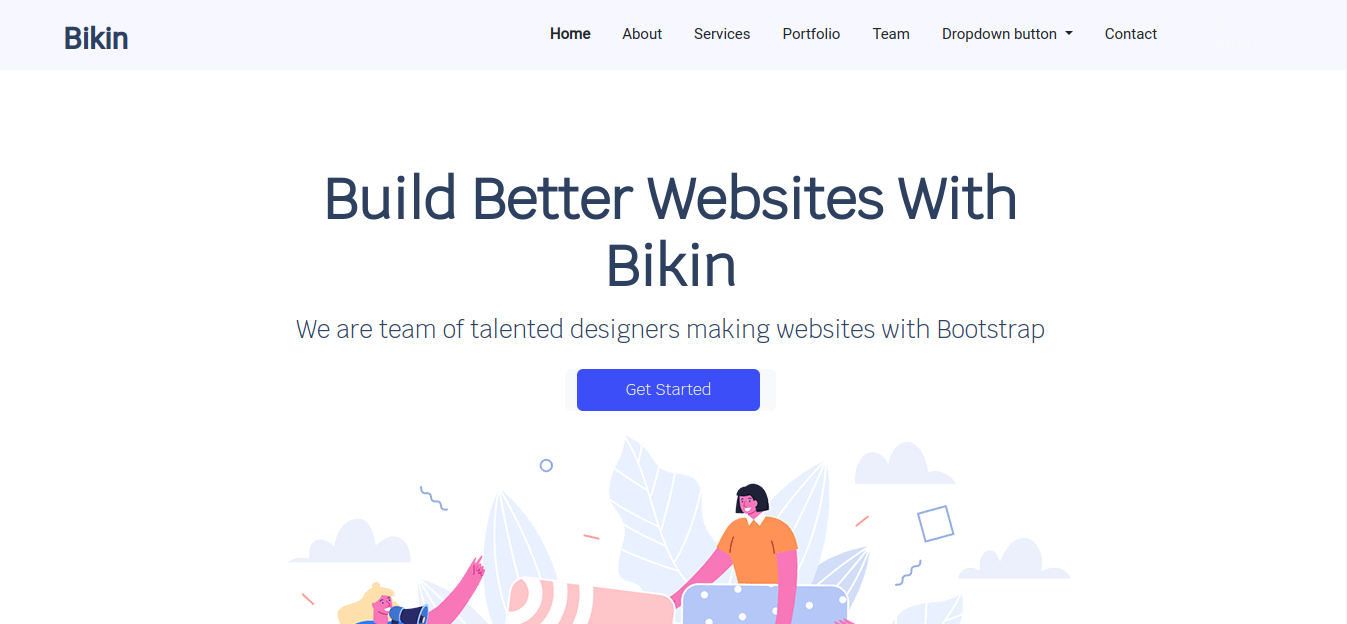 Bikin
Home About Services Portfolio Team Dropdown button Contact
Build Better Websites With
Bikin
We are team of talented designers making websites with Bootstrap
Get Started